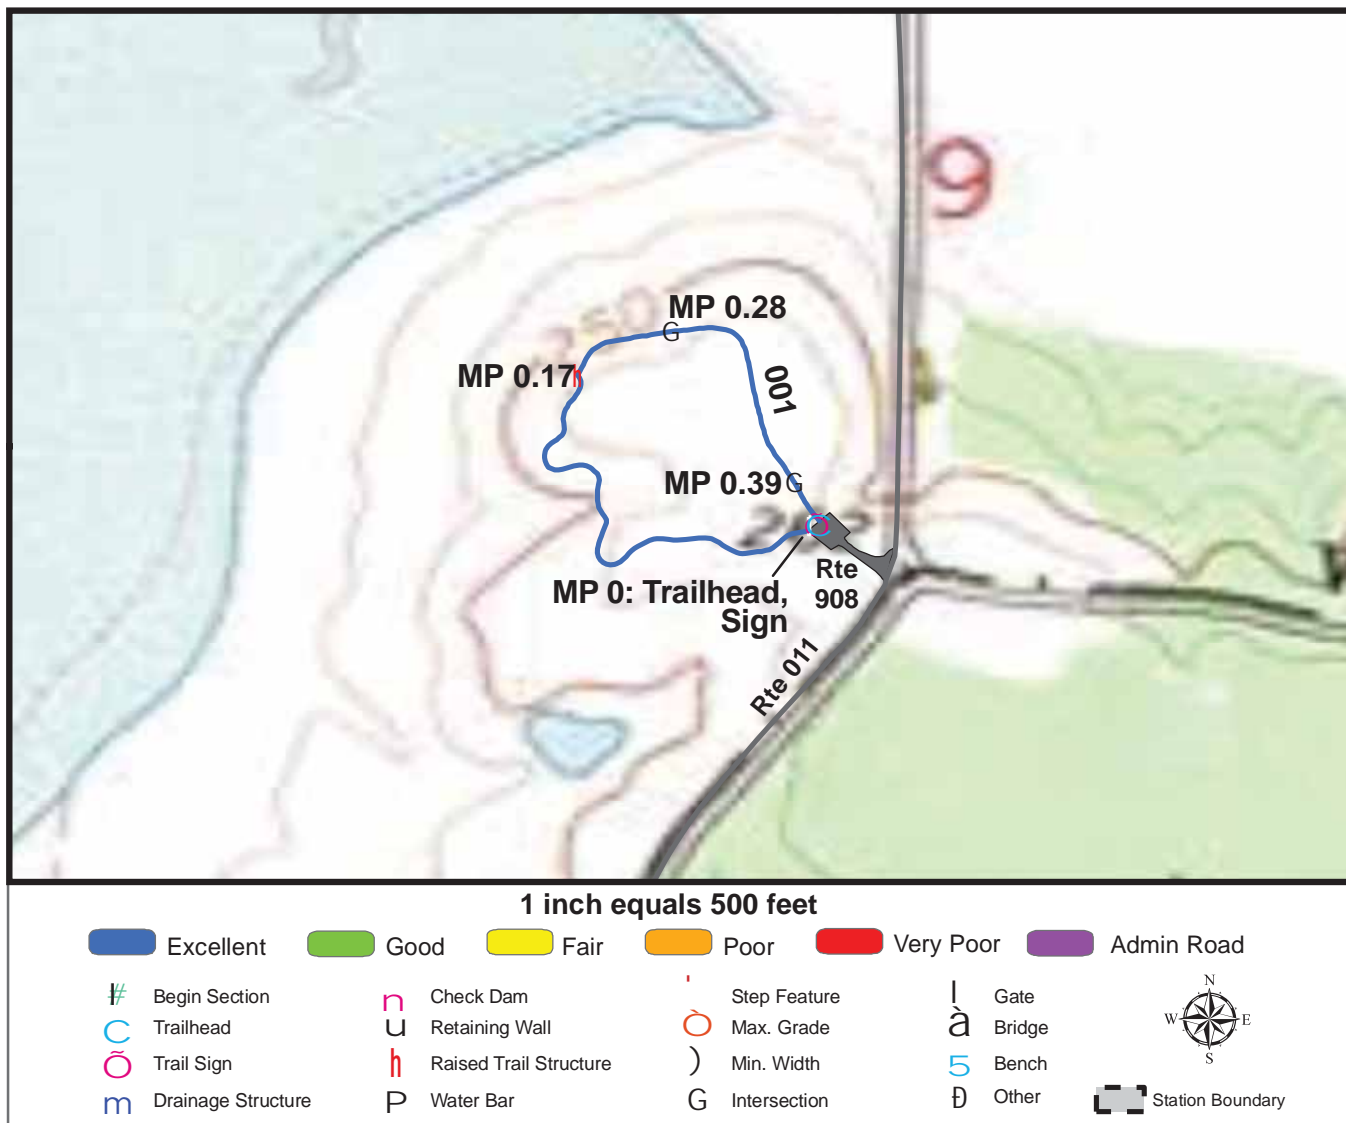 9
250
MP 0.28
MP 0.17
001
MP 0.39
MP 0: Trailhead,
Sign
Rte
908
Rte 011
1 inch equals 500 feet
Excellent
Good
Fair
Poor
Very Poor
Admin Road
Begin Section
Check Dam
Step Feature
Gate
Trailhead
Retaining Wall
Max. Grade
Bridge
Trail Sign
Raised Trail Structure
Min. Width
Bench
Drainage Structure
Water Bar
Intersection
Other
Station Boundary
N
W
E
S